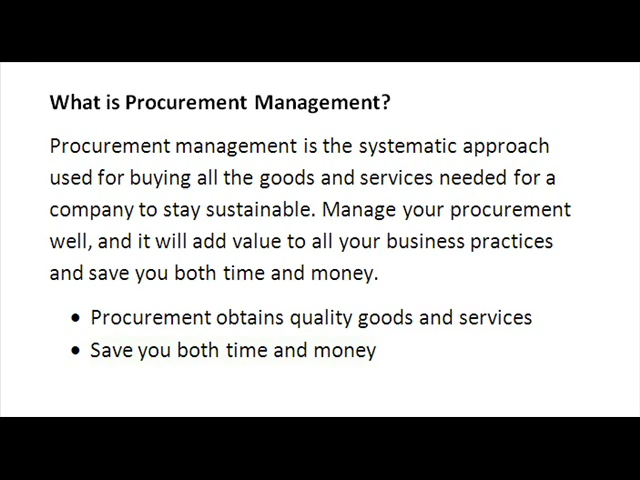 What is Procurement Management?
Procurement management is the systematic approach
used for buying all the goods and services needed for a
company to stay sustainable. Manage your procurement
well, and it will add value to all your business practices
and save you both time and money.
• Procurement obtains quality goods and services
• Save you both time and money